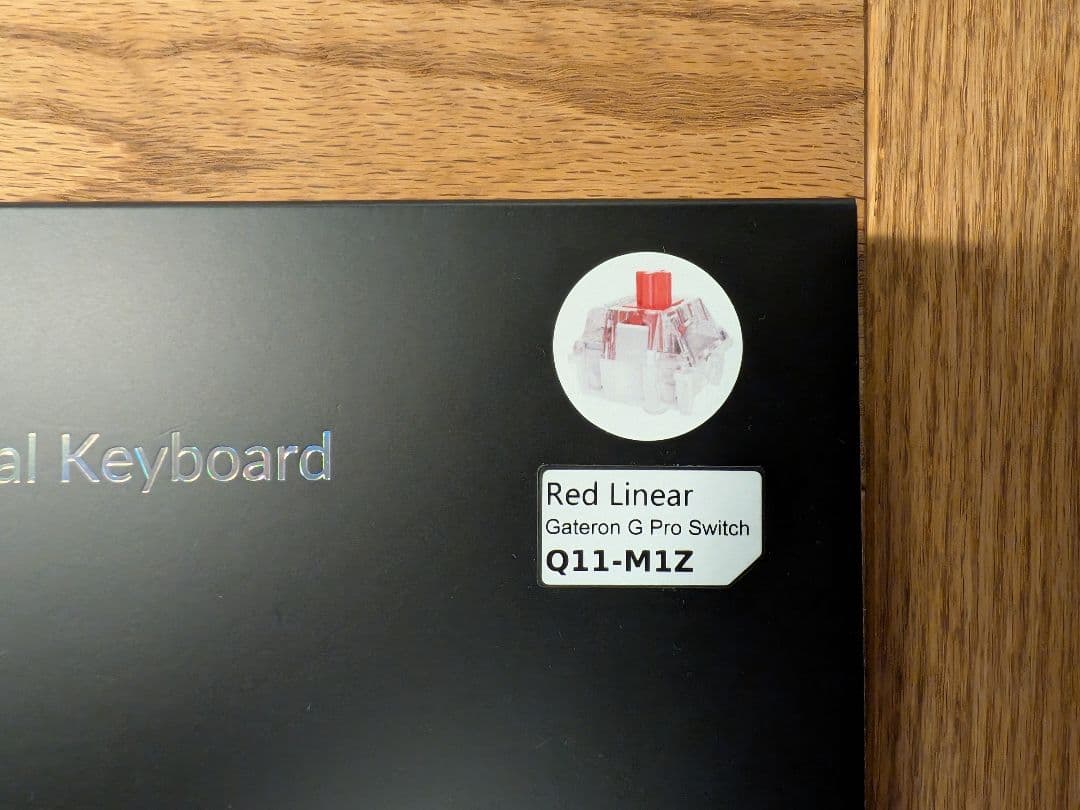 al Keyboard
Red Linear
Gateron G Pro Switch
Q11-M1Z